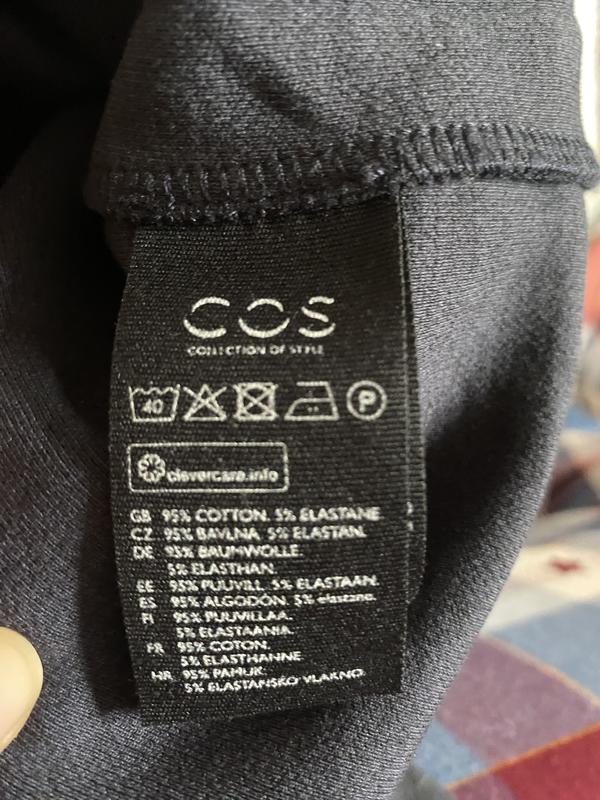 COS
COLLECTION OF STYLE
40
P
clevercare.info
GB 95% COTTON. 5% ELASTANE
CZ 95% BAVLNA 5% ELASTAN.
DE 95% BAUMWOLLE.
5% ELASTHAN.
EE 95% PUUVILL. 5% ELASTAAN.
ES 95% ALGODÓN. 5% elastano.
FI 95% PUUVILLAA.
5% ELASTAANIA.
FR 95% COTON.
5% ELASTHANNE
HR 95% PAMUK.
5% ELASTANSKO VLAKNO